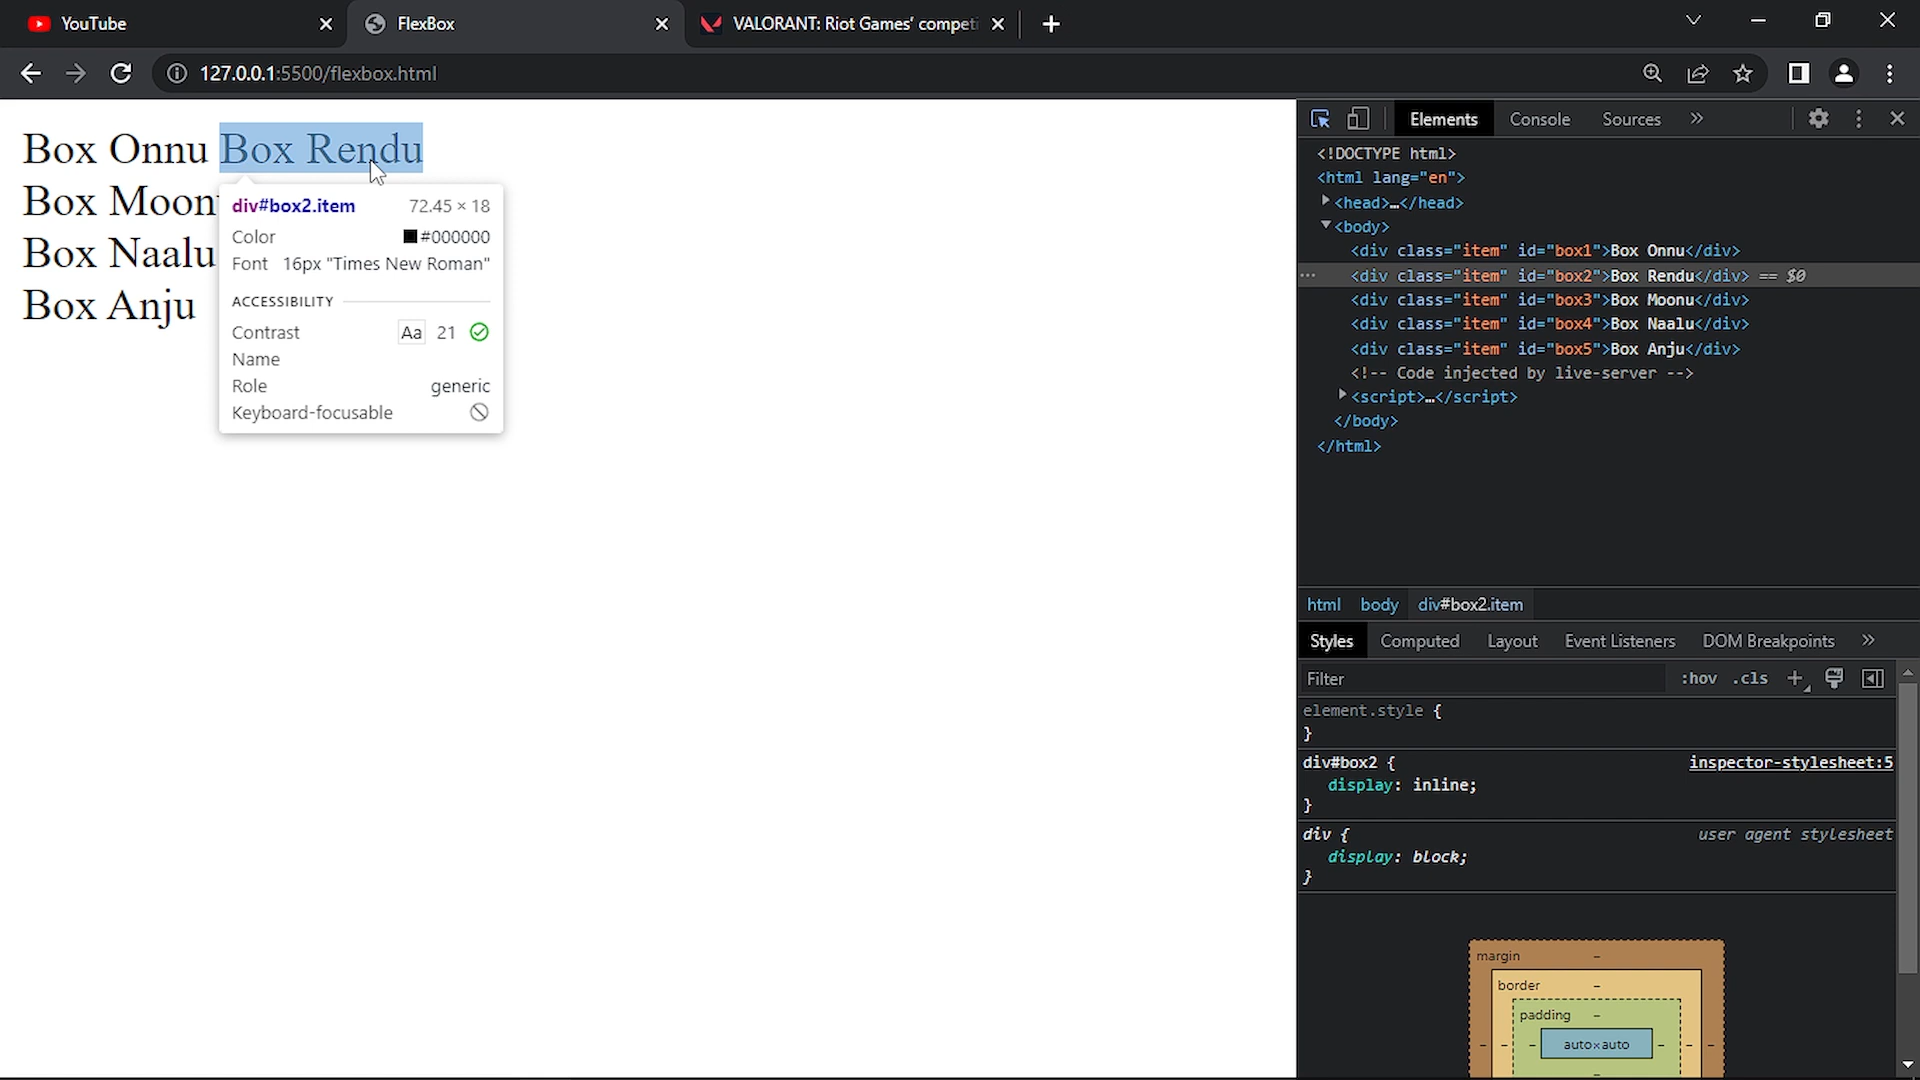 YouTube
FlexBox
VALORANT: Riot Games' competi
127.0.0.1:5500/flexbox.html
Box Onnu Box Rendu
Box Moon
Box Naalu
Box Anju
div#box2.item 72.45 × 18
Color #000000
Font 16px "Times New Roman"
ACCESSIBILITY
Contrast Aa 21
Name
Role generic
Keyboard-focusable
Elements Console Sources »
<!DOCTYPE html>
<html lang="en">
<head>…</head>
<body>
<div class="item" id="box1">Box Onnu</div>
… <div class="item" id="box2">Box Rendu</div> == $0
<div class="item" id="box3">Box Moonu</div>
<div class="item" id="box4">Box Naalu</div>
<div class="item" id="box5">Box Anju</div>
<!-- Code injected by live-server -->
<script>…</script>
</body>
</html>
html body div#box2.item
Styles Computed Layout Event Listeners DOM Breakpoints »
Filter :hov .cls +
element.style {
}
div#box2 { inspector-stylesheet:5
display: inline;
}
div { user agent stylesheet
display: block;
}
margin -
border -
padding -
- - - auto×auto - - -
-